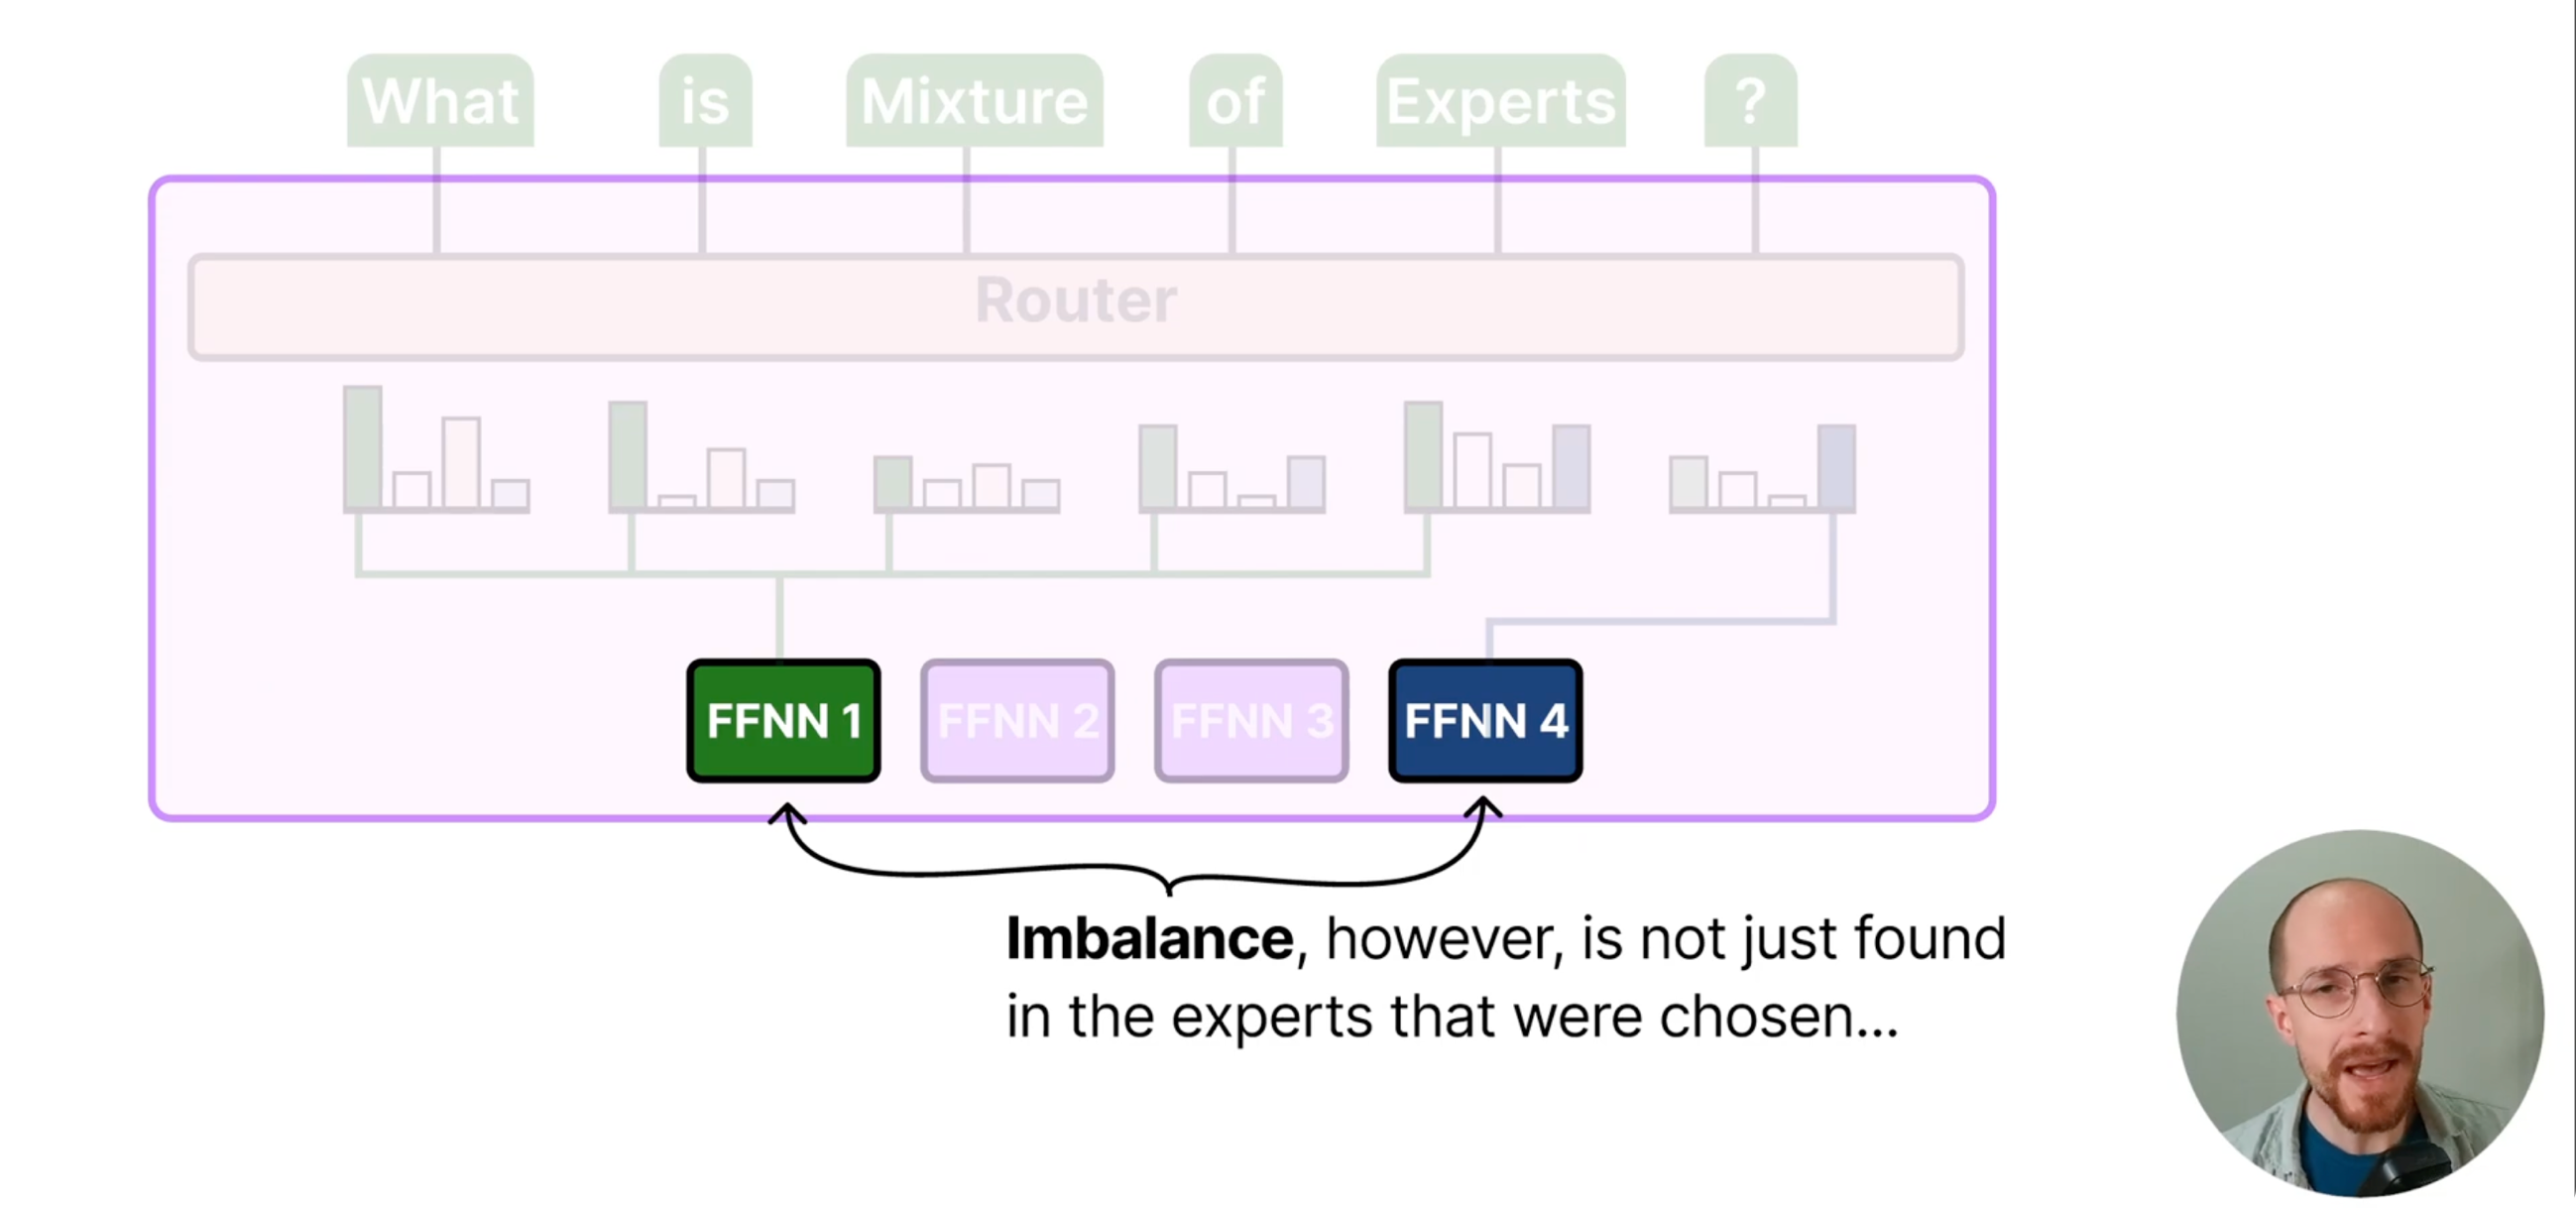 What is Mixture of Experts ?
Router
FFNN 1 FFNN 2 FFNN 3 FFNN 4
Imbalance, however, is not just found
in the experts that were chosen...